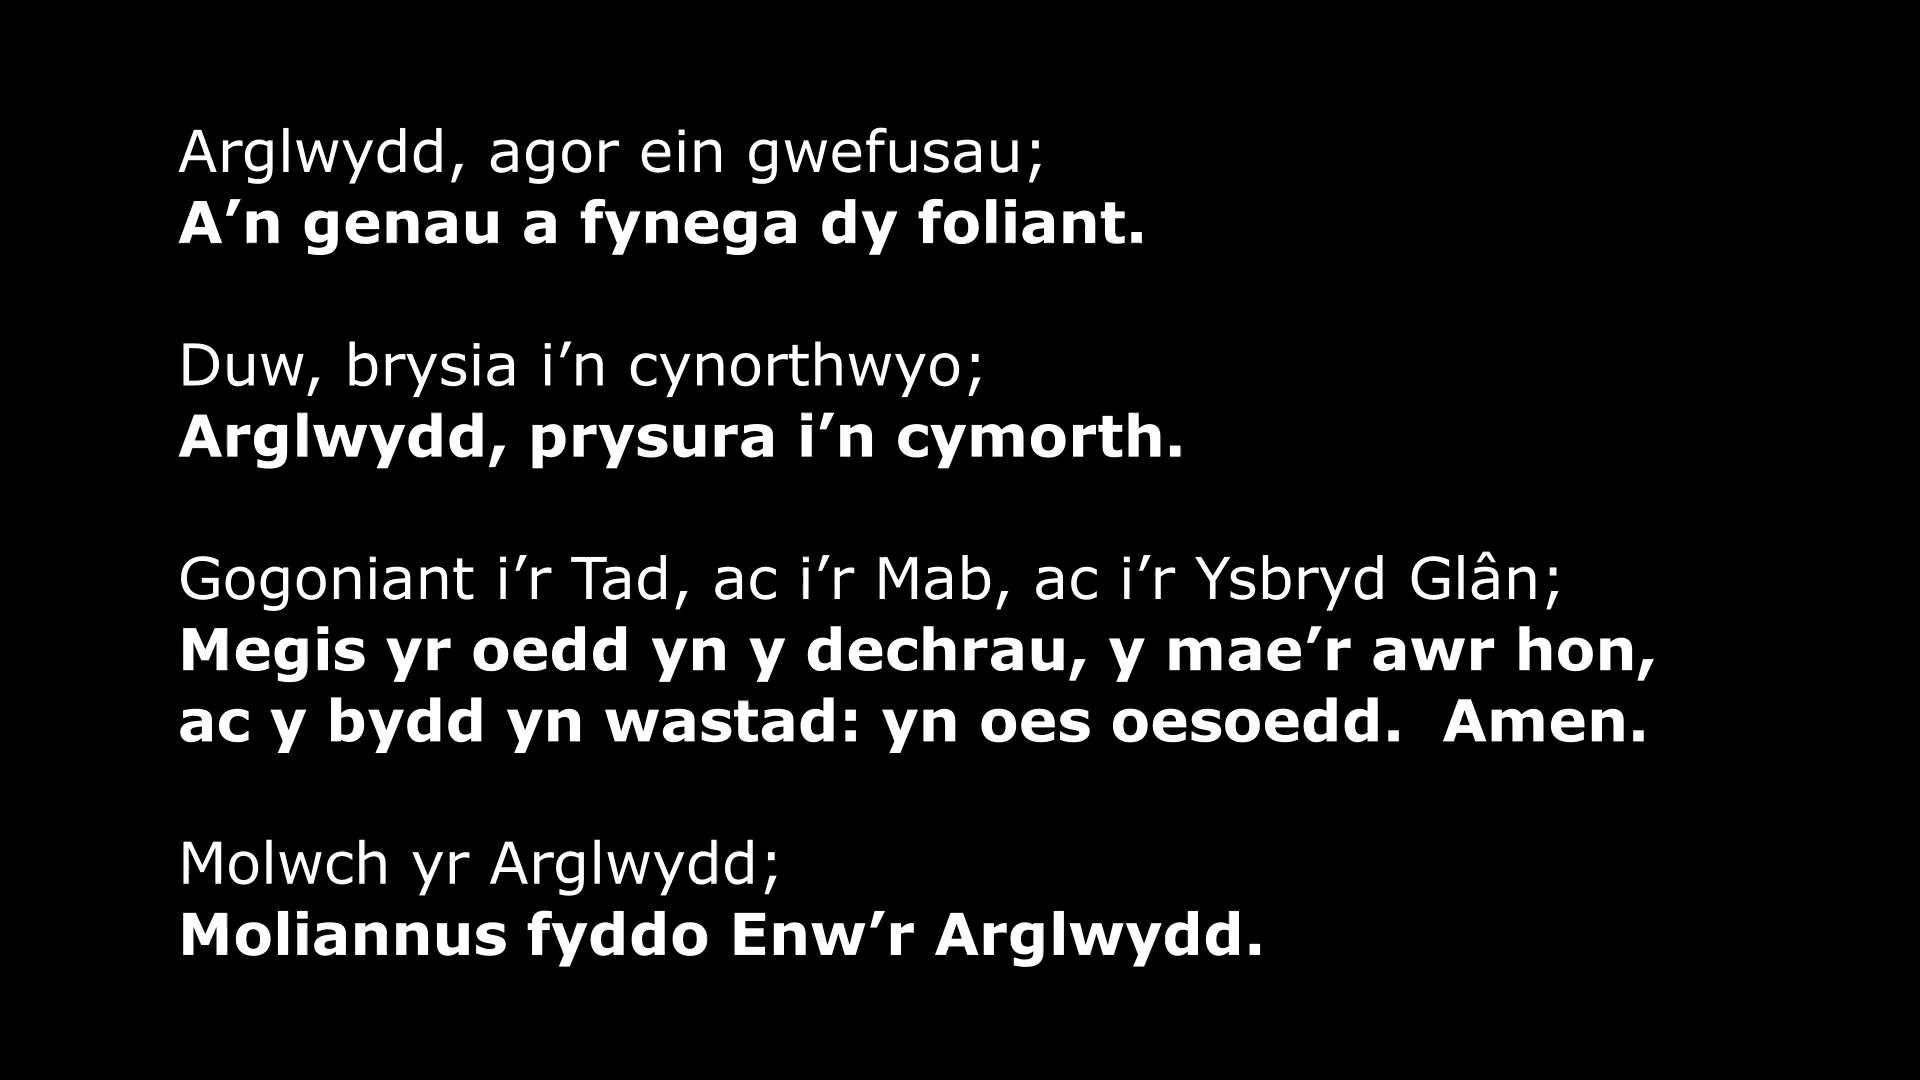 Arglwydd, agor ein gwefusau;
A’n genau a fynega dy foliant.
Duw, brysia i’n cynorthwyo;
Arglwydd, prysura i’n cymorth.
Gogoniant i’r Tad, ac i’r Mab, ac i’r Ysbryd Glân;
Megis yr oedd yn y dechrau, y mae’r awr hon,
ac y bydd yn wastad: yn oes oesoedd.  Amen.
Molwch yr Arglwydd;
Moliannus fyddo Enw’r Arglwydd.